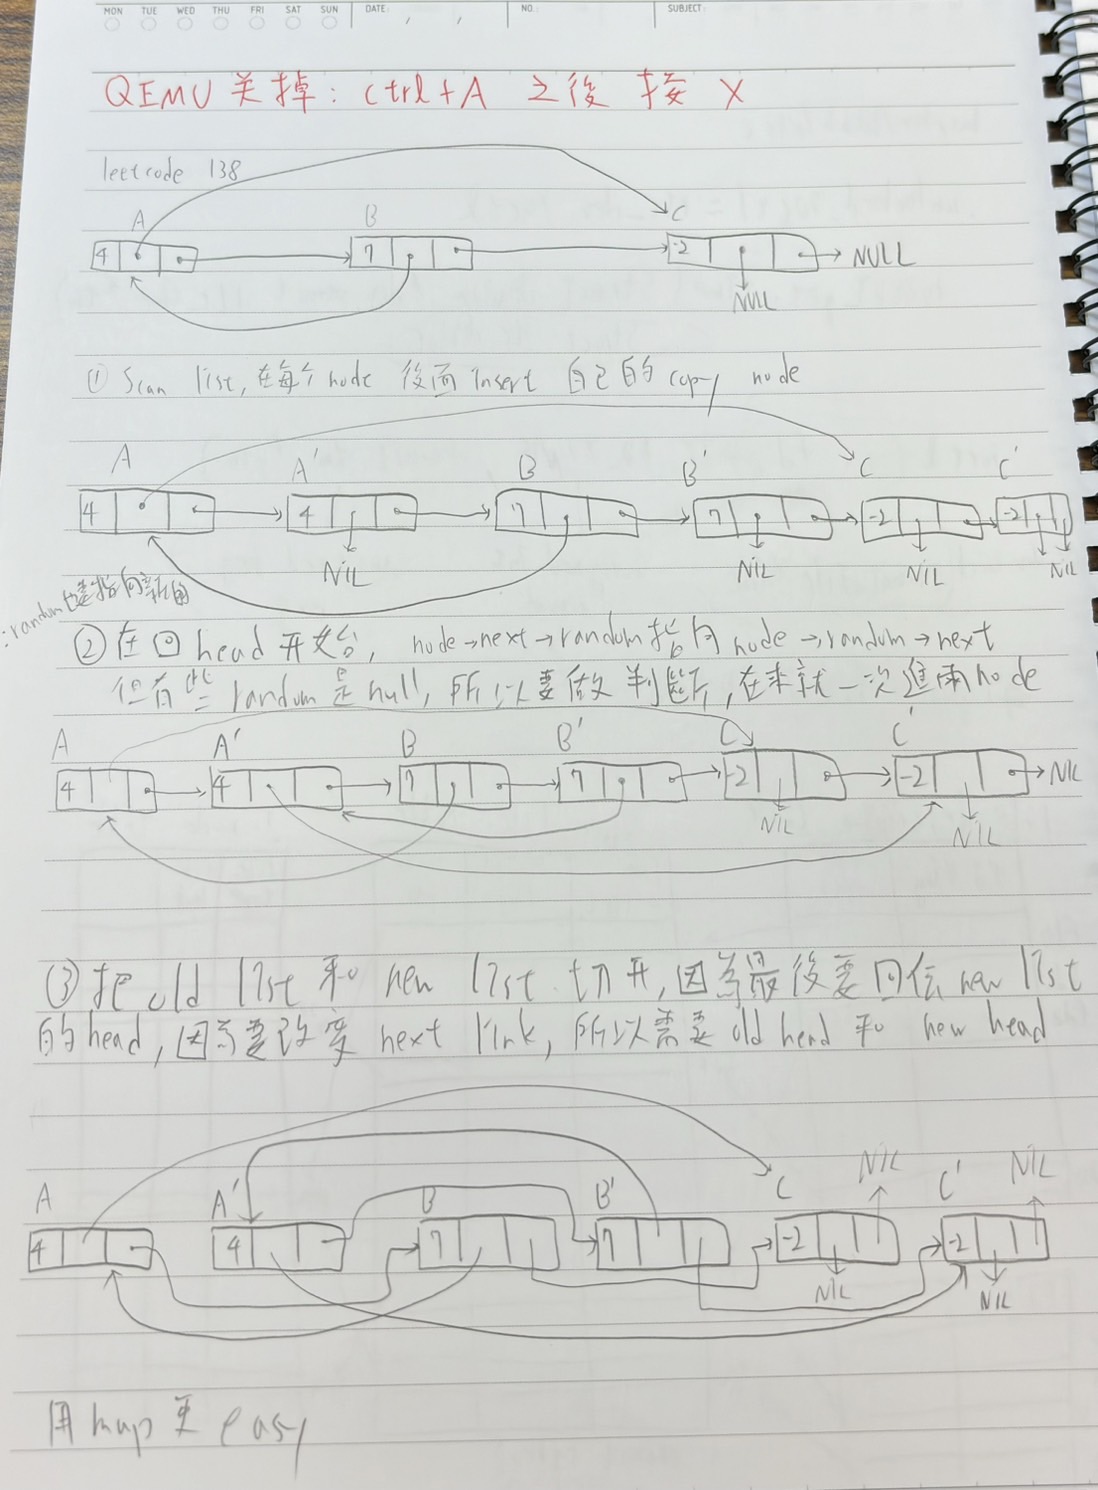 MON TUE WED THU FRI SAT SUN DATE: NO. SUBJECT:
QEMU 关掉: ctrl+A 之後 按 X
leetcode 138
A B C
4 7 -2 NULL
NULL
① Scan list, 在每个 node 後面 insert 自己的 copy node
A A' B B' C C'
4 4 7 7 -2 -2
NIL NIL NIL NIL
:random 指向新的
② 在回 head 开始, node→next→random 指向 node→random→next
但有些 random 是 null, 所以要做判斷, 在來就一次進兩 node
A A' B B' C C'
4 4 7 7 -2 -2 NIL
NIL NIL
③ 把 old list 和 new list 切开, 因為最後要回传 new list
的 head, 因為要改变 next link, 所以需要 old head 和 new head
NIL NIL
A A' B B' C C'
4 4 7 7 -2 -2
NIL NIL
用 map 更 easy